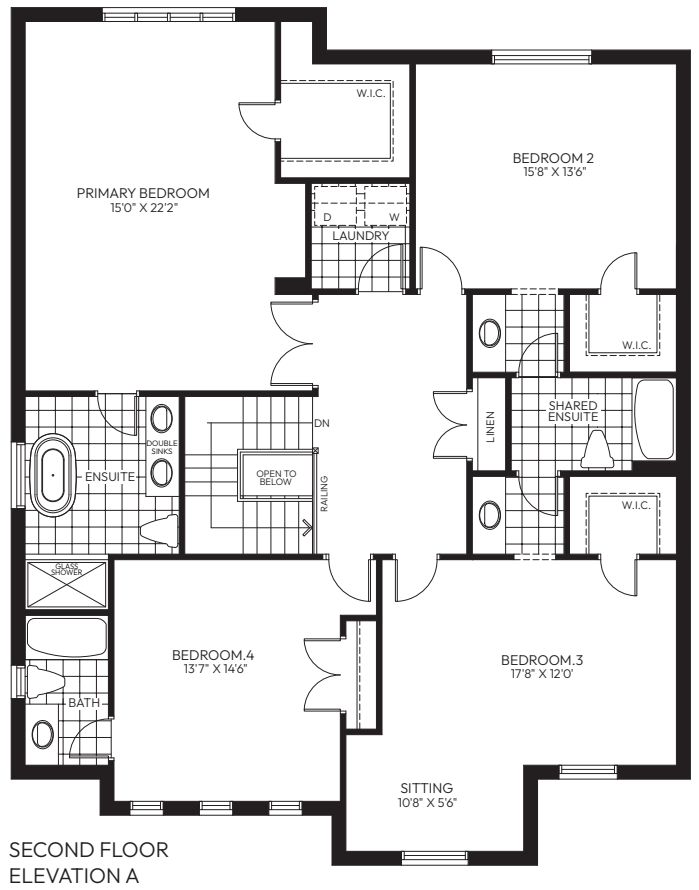 W.I.C.
BEDROOM 2
15'8" X 13'6"
PRIMARY BEDROOM
15'0" X 22'2"
D
W
LAUNDRY
W.I.C.
DN
LINEN
SHARED
ENSUITE
DOUBLE
SINKS
ENSUITE
OPEN TO
BELOW
RAILING
W.I.C.
GLASS
SHOWER
BEDROOM.4
13'7" X 14'6"
BEDROOM.3
17'8" X 12'0'
BATH
SITTING
10'8" X 5'6"
SECOND FLOOR
ELEVATION A